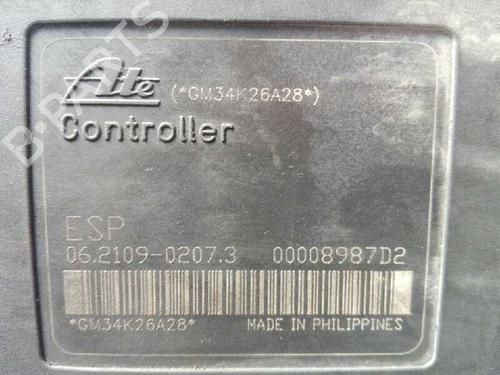 Ate (*GM34K26A28*)
Controller
ESP
06.2109-0207.3 00008987D2
*GM34K26A28* MADE IN PHILIPPINES
B-PARTS